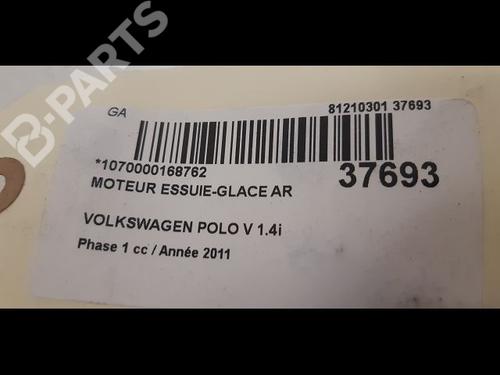 B-PARTS
GA
81210301 37693
*1070000168762
37693
MOTEUR ESSUIE-GLACE AR
VOLKSWAGEN POLO V 1.4i
Phase 1 cc / Année 2011